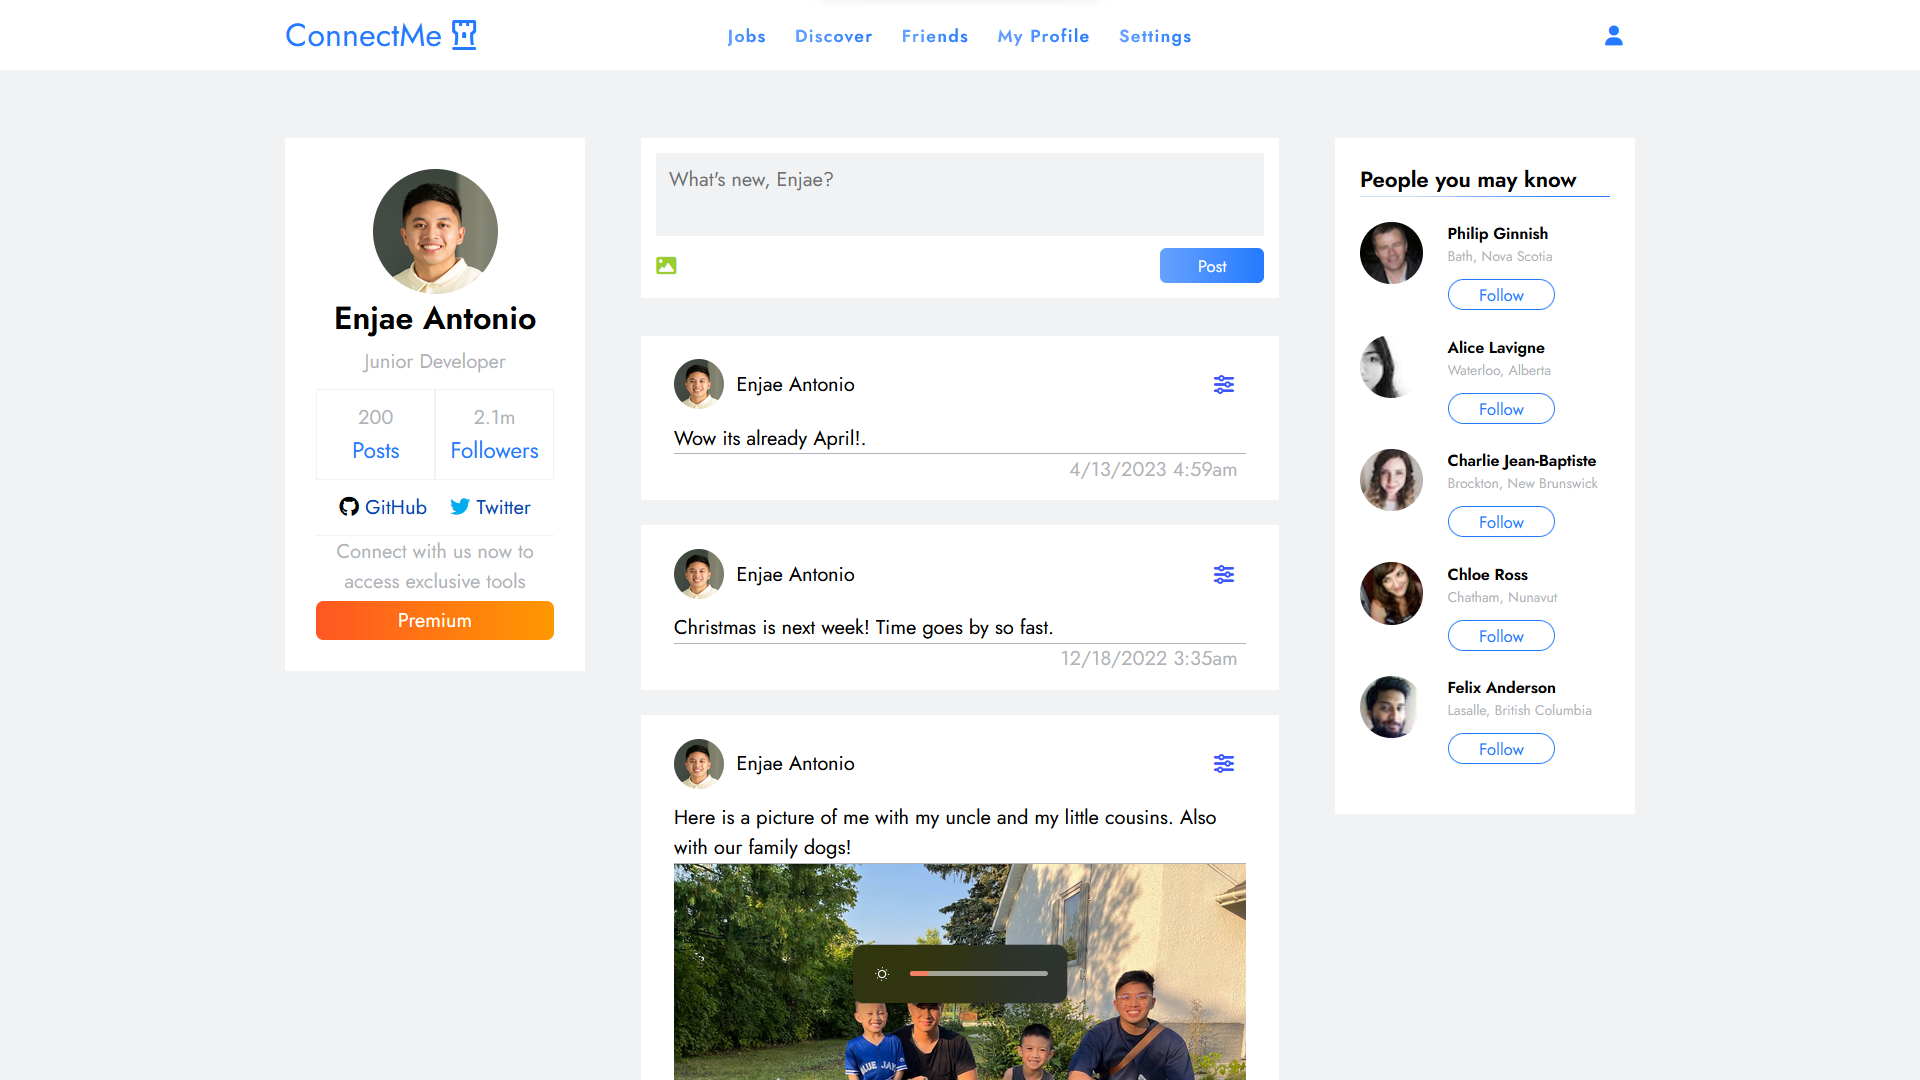 ConnectMe
Jobs
Discover
Friends
My Profile
Settings
Enjae Antonio
Junior Developer
200
Posts
2.1m
Followers
GitHub
Twitter
Connect with us now to
access exclusive tools
Premium
What's new, Enjae?
Post
Enjae Antonio
Wow its already April!.
4/13/2023 4:59am
Enjae Antonio
Christmas is next week! Time goes by so fast.
12/18/2022 3:35am
Enjae Antonio
Here is a picture of me with my uncle and my little cousins. Also
with our family dogs!
People you may know
Philip Ginnish
Bath, Nova Scotia
Follow
Alice Lavigne
Waterloo, Alberta
Follow
Charlie Jean-Baptiste
Brockton, New Brunswick
Follow
Chloe Ross
Chatham, Nunavut
Follow
Felix Anderson
Lasalle, British Columbia
Follow